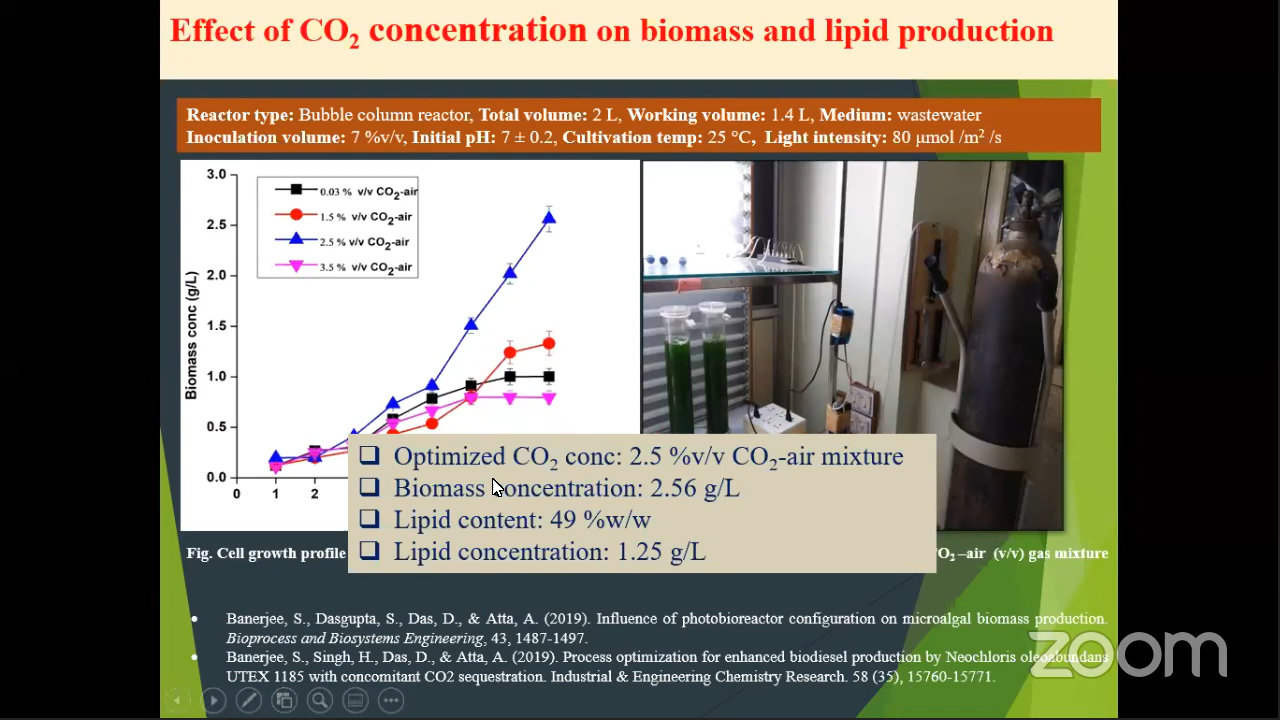 Effect of CO2 concentration on biomass and lipid production
Reactor type: Bubble column reactor, Total volume: 2 L, Working volume: 1.4 L, Medium: wastewater
Inoculation volume: 7 %v/v, Initial pH: 7 ± 0.2, Cultivation temp: 25 °C, Light intensity: 80 μmol /m2 /s
3.0
2.5
2.0
1.5
1.0
0.5
0.0
Biomass conc (g/L)
0.03 % v/v CO2-air
1.5 % v/v CO2-air
2.5 % v/v CO2-air
3.5 % v/v CO2-air
0 1 2
Optimized CO2 conc: 2.5 %v/v CO2-air mixture
Biomass concentration: 2.56 g/L
Lipid content: 49 %w/w
Lipid concentration: 1.25 g/L
Fig. Cell growth profile
O2 –air (v/v) gas mixture
Banerjee, S., Dasgupta, S., Das, D., & Atta, A. (2019). Influence of photobioreactor configuration on microalgal biomass production.
Bioprocess and Biosystems Engineering, 43, 1487-1497.
Banerjee, S., Singh, H., Das, D., & Atta, A. (2019). Process optimization for enhanced biodiesel production by Neochloris oleoabundans
UTEX 1185 with concomitant CO2 sequestration. Industrial & Engineering Chemistry Research. 58 (35), 15760-15771.
zoom